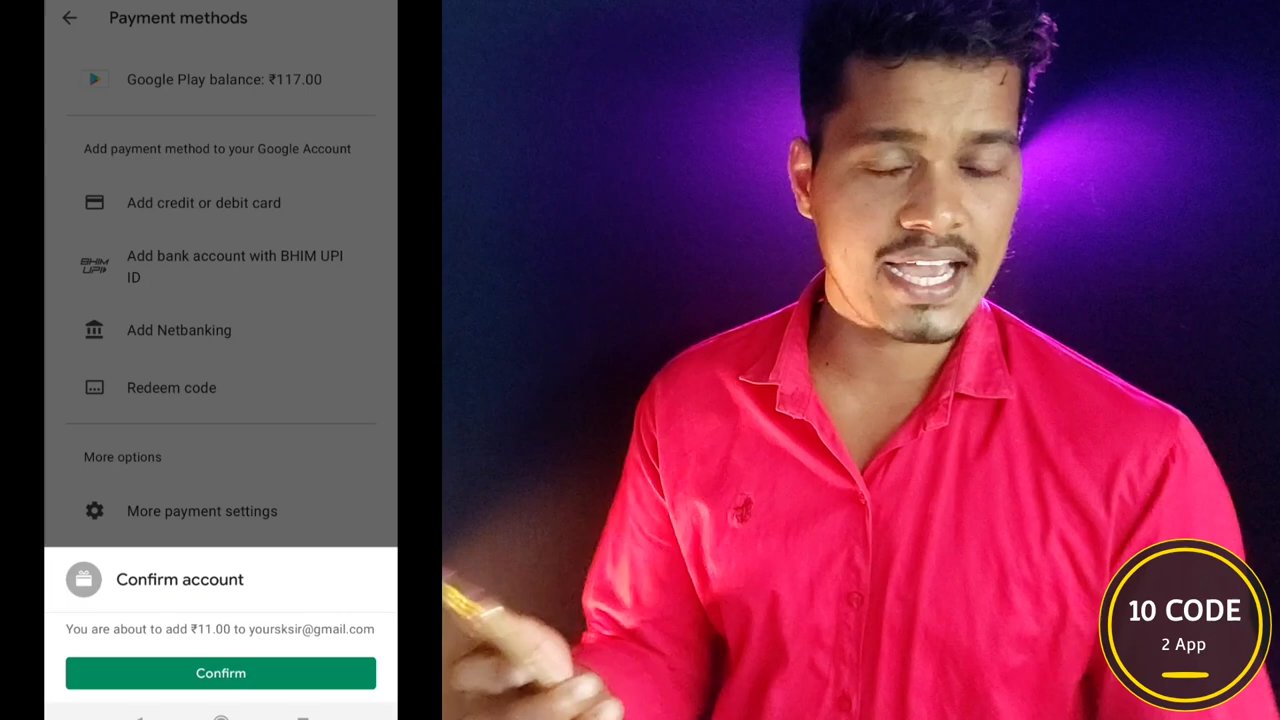 Payment methods
Google Play balance: ₹117.00
Add payment method to your Google Account
Add credit or debit card
BHIM
UPI
Add bank account with BHIM UPI
ID
Add Netbanking
Redeem code
More options
More payment settings
Confirm account
You are about to add ₹11.00 to yoursksir@gmail.com
Confirm
10 CODE
2 App